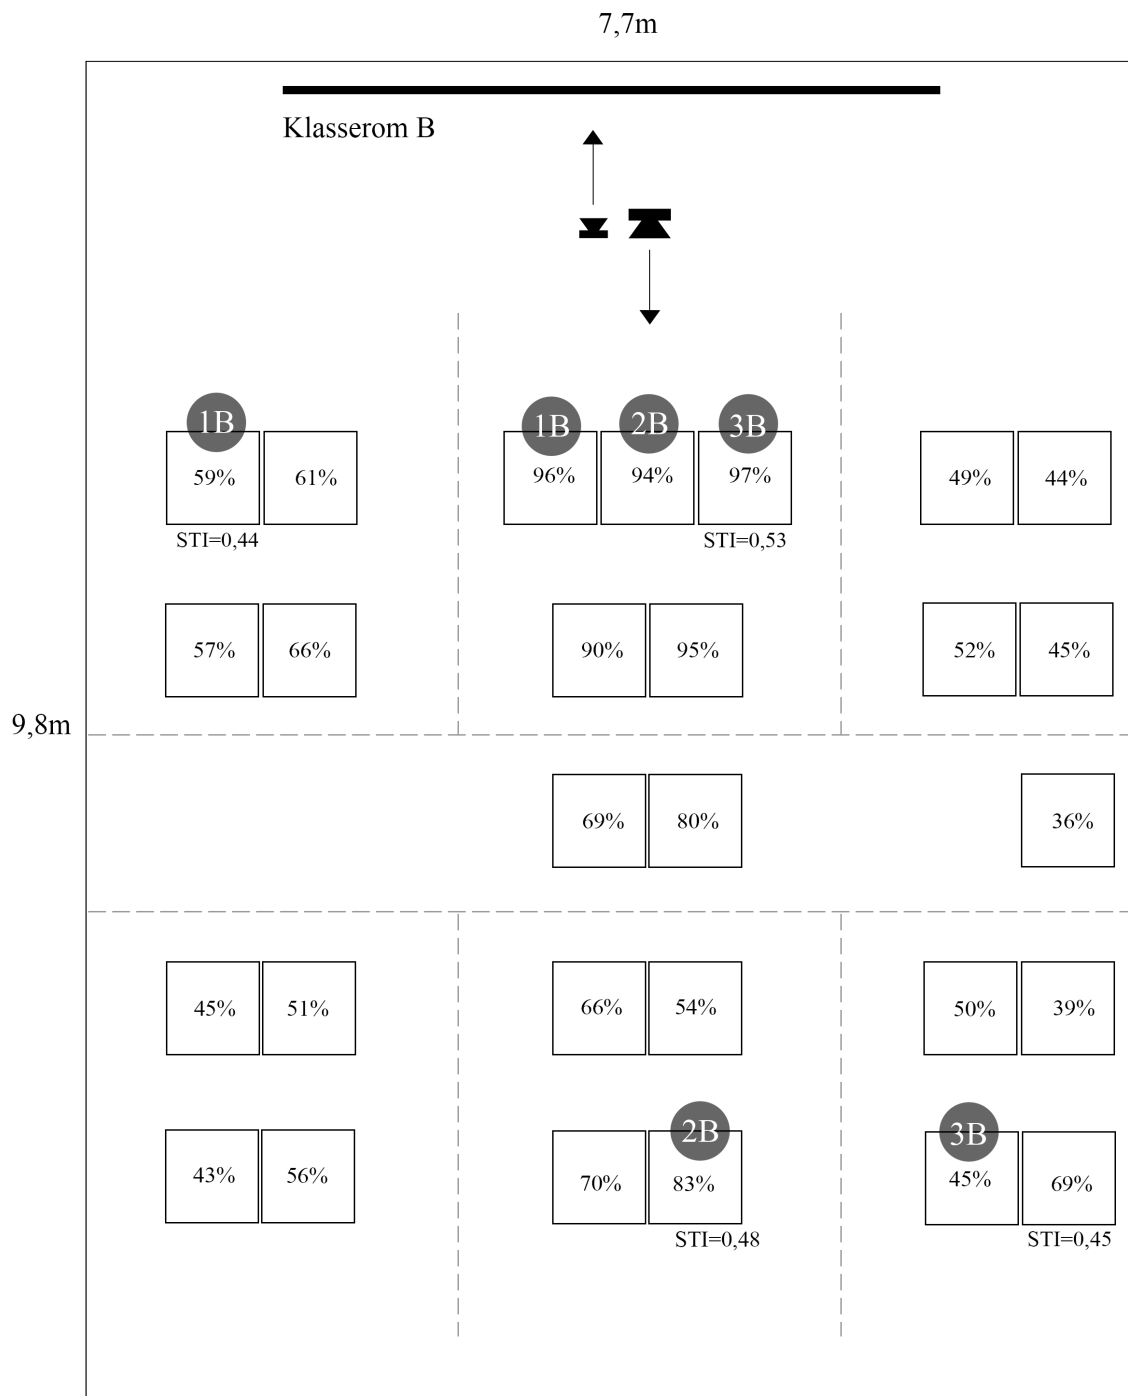 7,7m
Klasserom B
1B
1B
2B
3B
59% 61% 96% 94% 97% 49% 44%
STI=0,44 STI=0,53
57% 66% 90% 95% 52% 45%
9,8m
69% 80% 36%
45% 51% 66% 54% 50% 39%
2B
3B
43% 56% 70% 83% 45% 69%
STI=0,48 STI=0,45